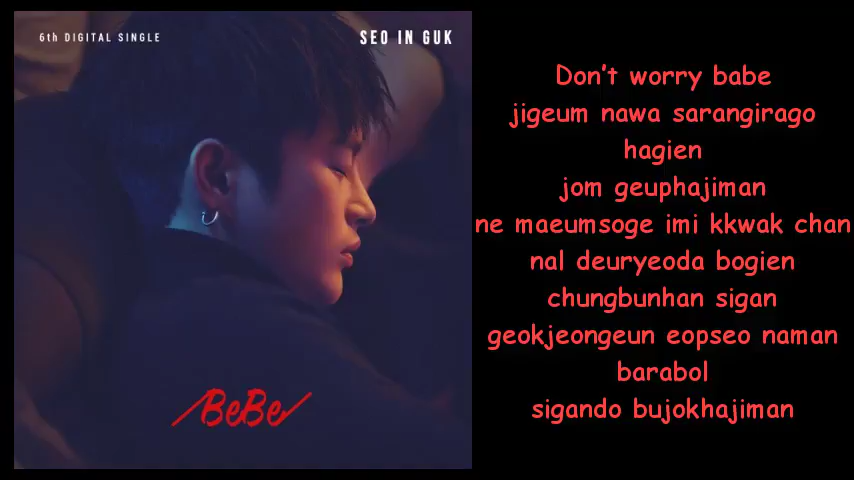 6th DIGITAL SINGLE
SEO IN GUK
BeBe
Don't worry babe
jigeum nawa sarangirago
hagien
jom geuphajiman
ne maeumsoge imi kkwak chan
nal deuryeoda bogien
chungbunhan sigan
geokjeongeun eopseo naman
barabol
sigando bujokhajiman